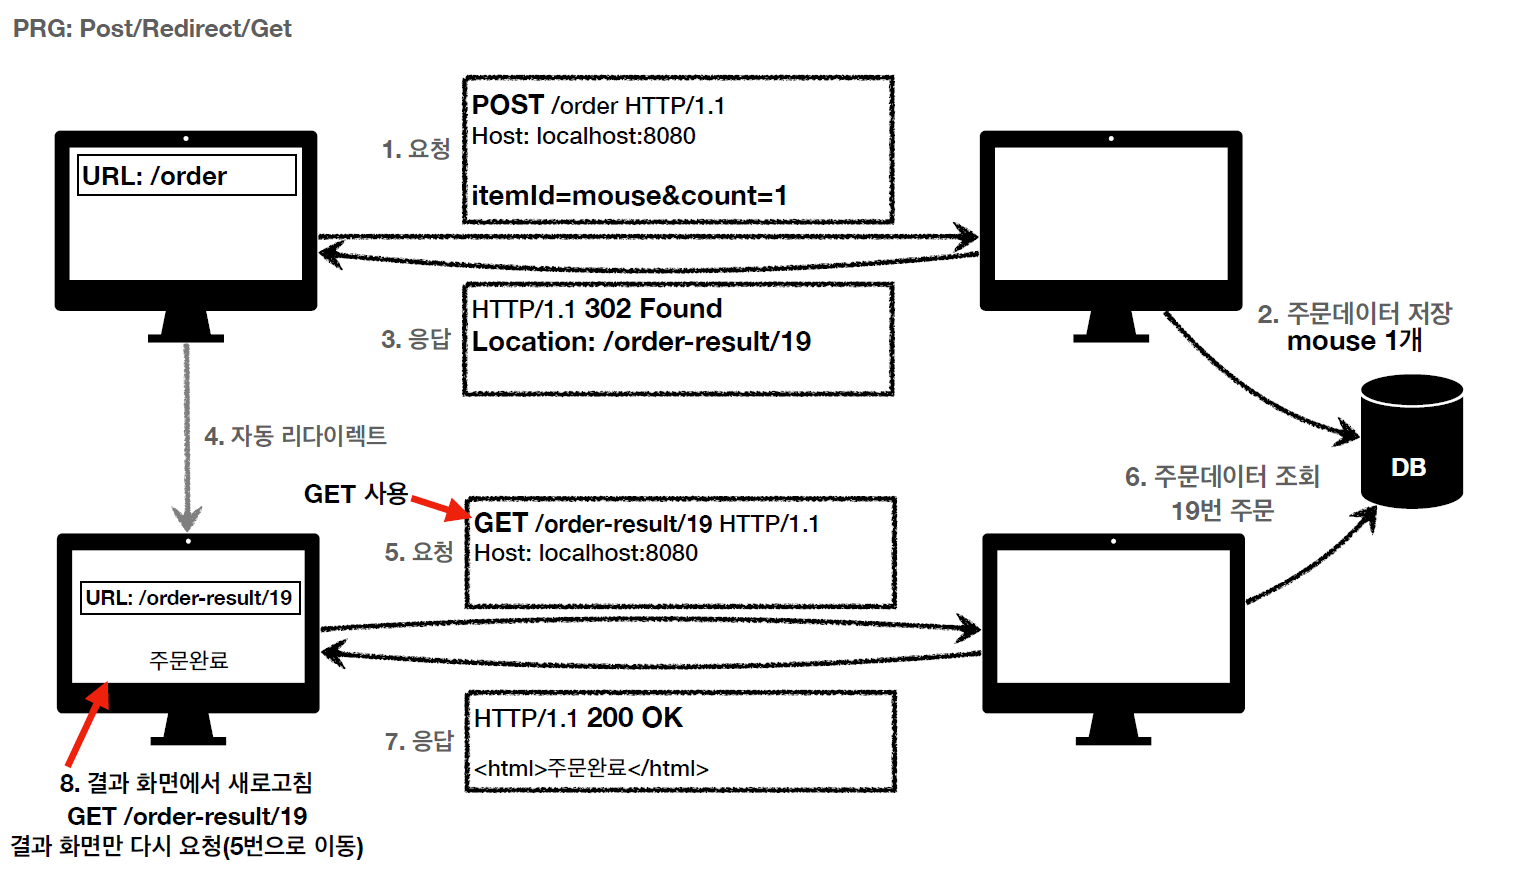 PRG: Post/Redirect/Get
URL: /order
1. 요청
POST /order HTTP/1.1
Host: localhost:8080
itemId=mouse&count=1
2. 주문데이터 저장
mouse 1개
3. 응답
HTTP/1.1 302 Found
Location: /order-result/19
4. 자동 리다이렉트
DB
GET 사용
5. 요청
GET /order-result/19 HTTP/1.1
Host: localhost:8080
6. 주문데이터 조회
19번 주문
URL: /order-result/19
주문완료
7. 응답
HTTP/1.1 200 OK
<html>주문완료</html>
8. 결과 화면에서 새로고침
GET /order-result/19
결과 화면만 다시 요청(5번으로 이동)